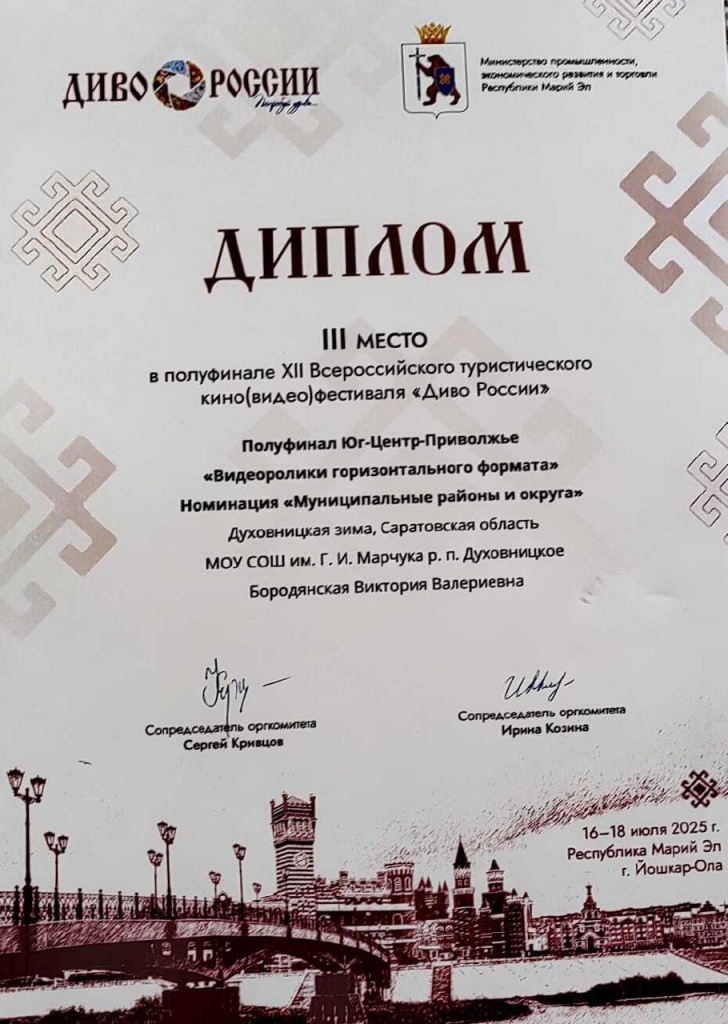 ДИВО РОССИИ
Министерство промышленности,
экономического развития и торговли
Республики Марий Эл
ДИПЛОМ
III МЕСТО
в полуфинале XII Всероссийского туристического
кино(видео)фестиваля «Диво России»
Полуфинал Юг-Центр-Приволжье
«Видеоролики горизонтального формата»
Номинация «Муниципальные районы и округа»
Духовницкая зима, Саратовская область
МОУ СОШ им. Г. И. Марчука р. п. Духовницкое
Бородянская Виктория Валериевна
Сопредседатель оргкомитета
Сергей Кривцов
Сопредседатель оргкомитета
Ирина Козина
16–18 июля 2025 г.
Республика Марий Эл
г. Йошкар-Ола